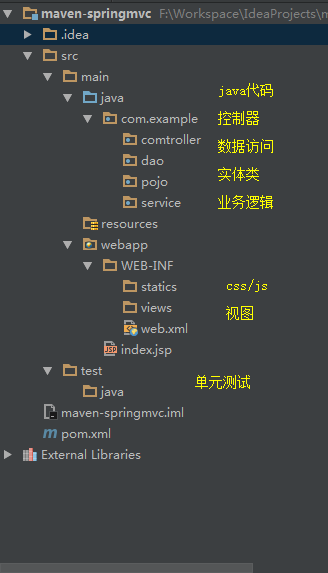 maven-springmvc F:\Workspace\IdeaProjects\m
.idea
src
main
java java代码
com.example 控制器
comtroller
dao 数据访问
pojo 实体类
service 业务逻辑
resources
webapp
WEB-INF
statics css/js
views 视图
web.xml
index.jsp
test
java 单元测试
maven-springmvc.iml
pom.xml
External Libraries